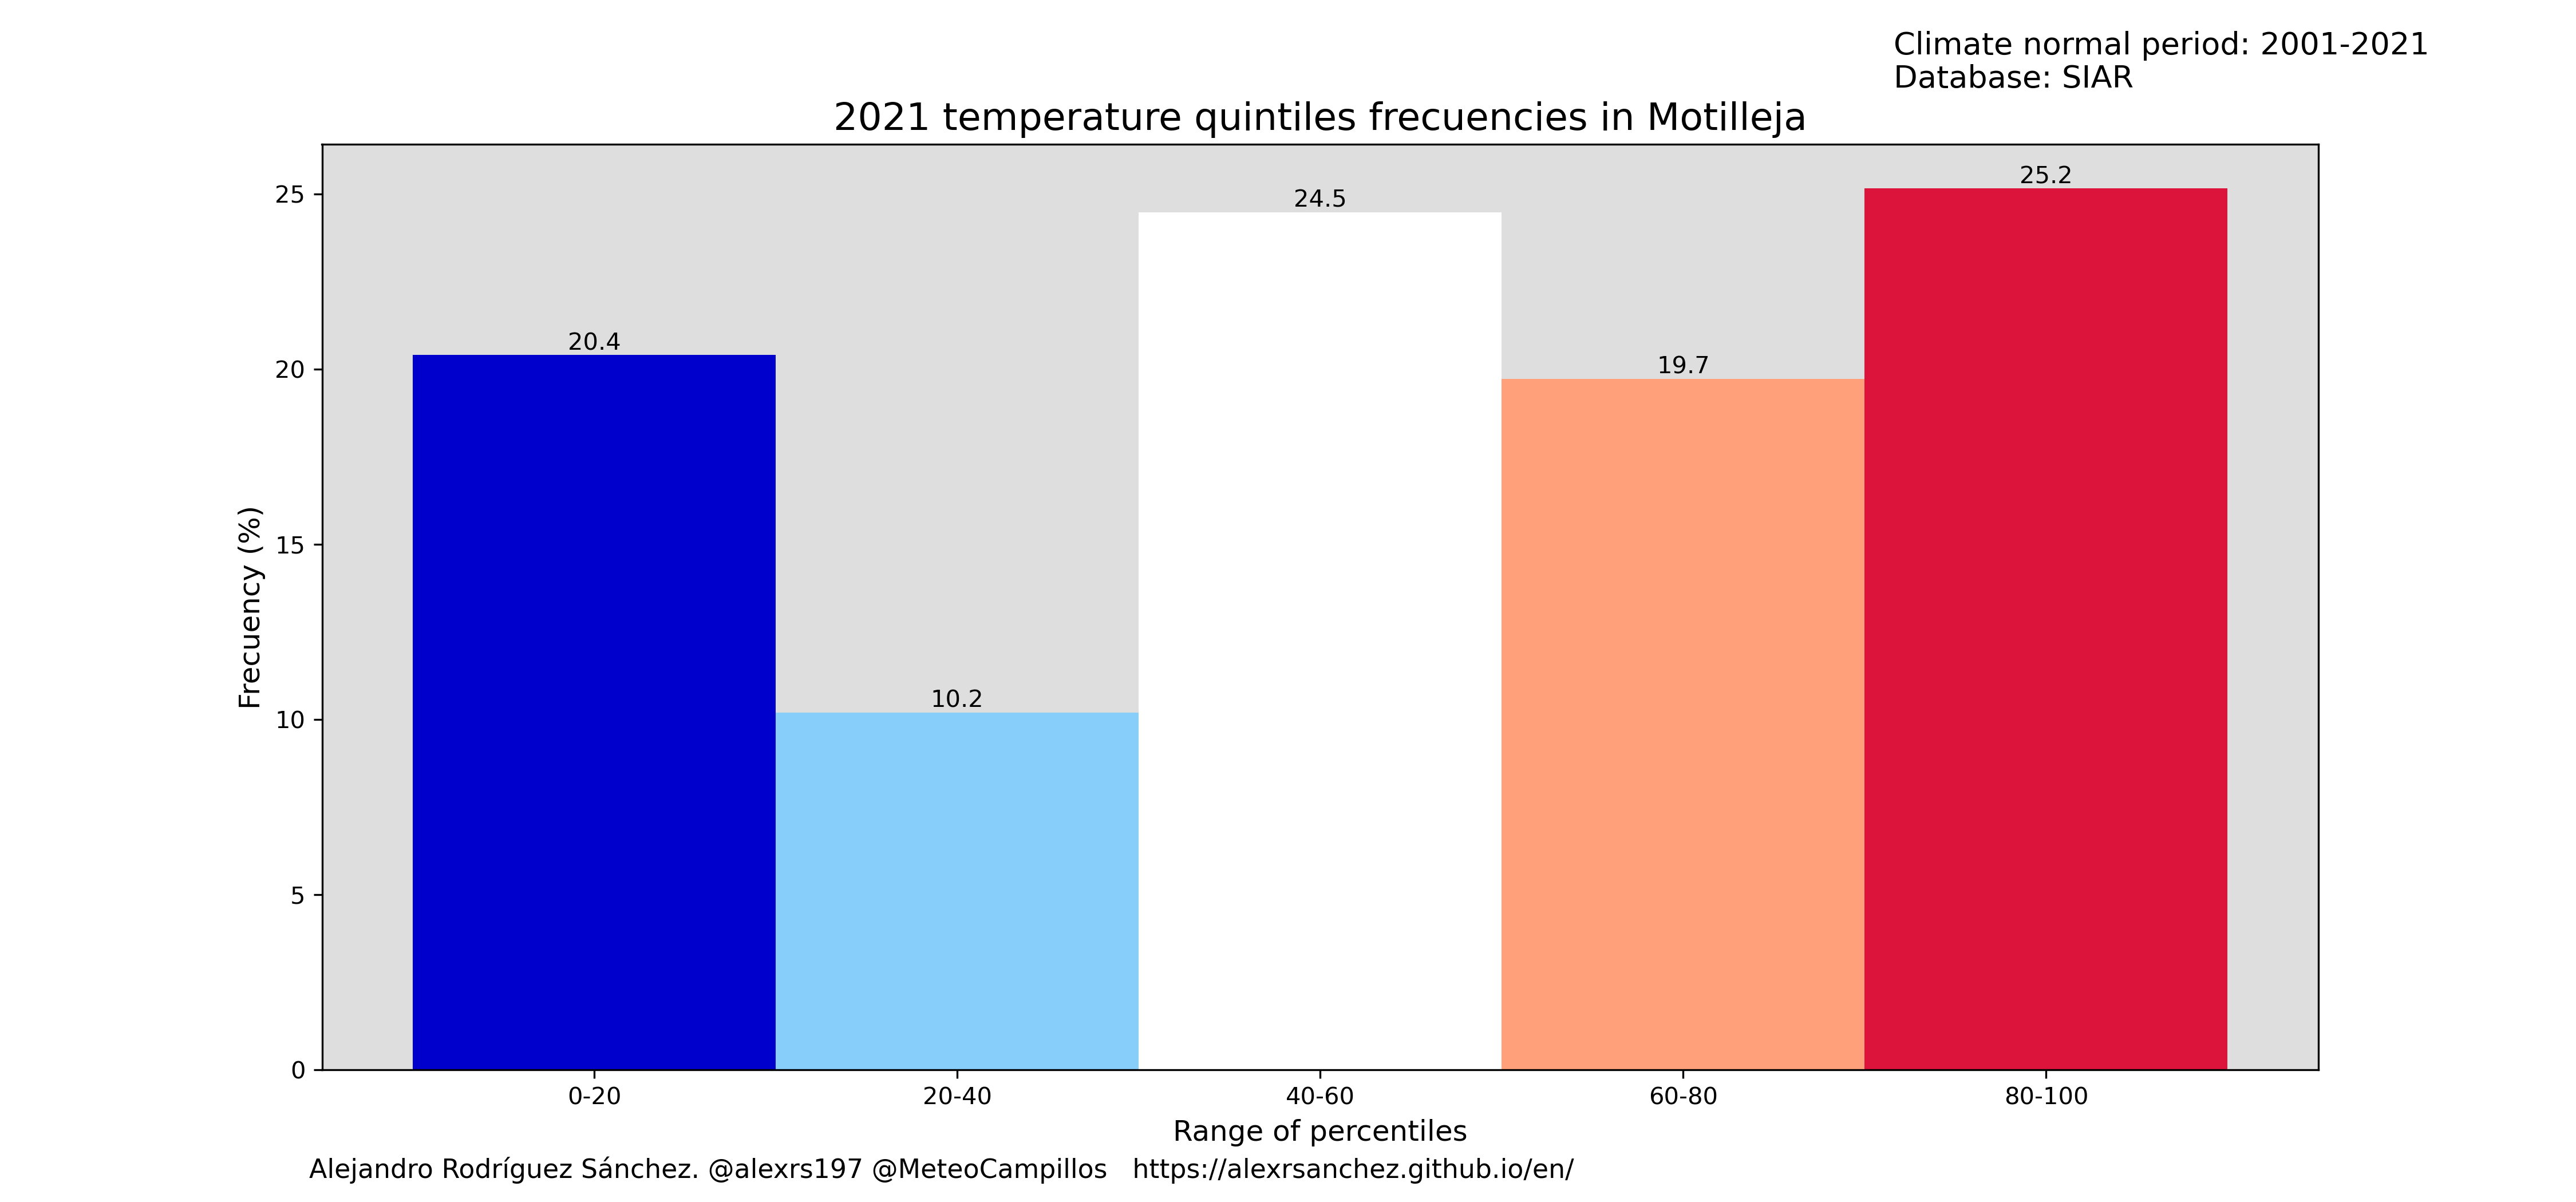 Climate normal period: 2001-2021
Database: SIAR
2021 temperature quintiles frecuencies in Motilleja
Frecuency (%)
25
20
15
10
5
0
20.4
10.2
24.5
19.7
25.2
0-20
20-40
40-60
60-80
80-100
Range of percentiles
Alejandro Rodríguez Sánchez. @alexrs197 @MeteoCampillos https://alexrsanchez.github.io/en/